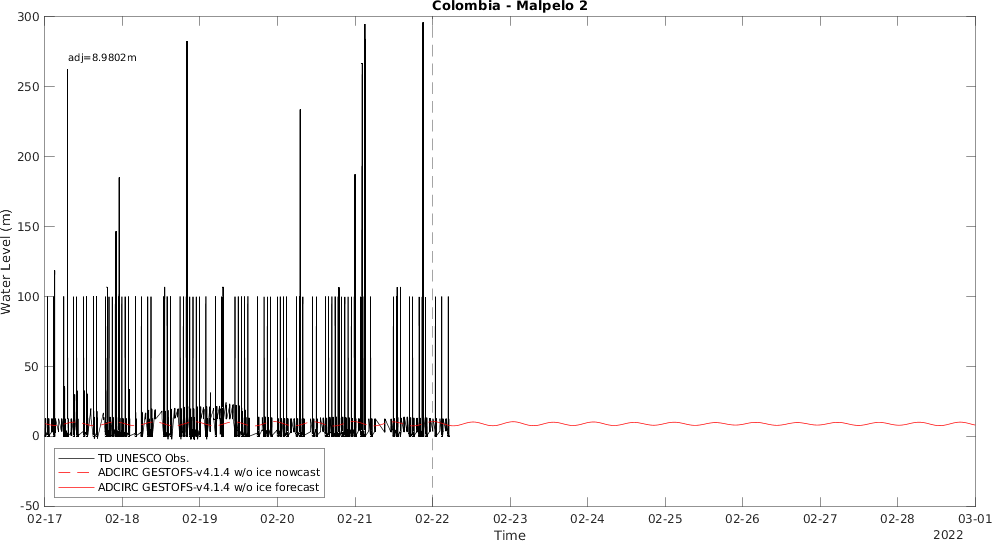 Colombia - Malpelo 2
adj=8.9802m
Water Level (m)
300
250
200
150
100
50
0
-50
TD UNESCO Obs.
ADCIRC GESTOFS-v4.1.4 w/o ice nowcast
ADCIRC GESTOFS-v4.1.4 w/o ice forecast
02-17 02-18 02-19 02-20 02-21 02-22 02-23 02-24 02-25 02-26 02-27 02-28 03-01
Time
2022